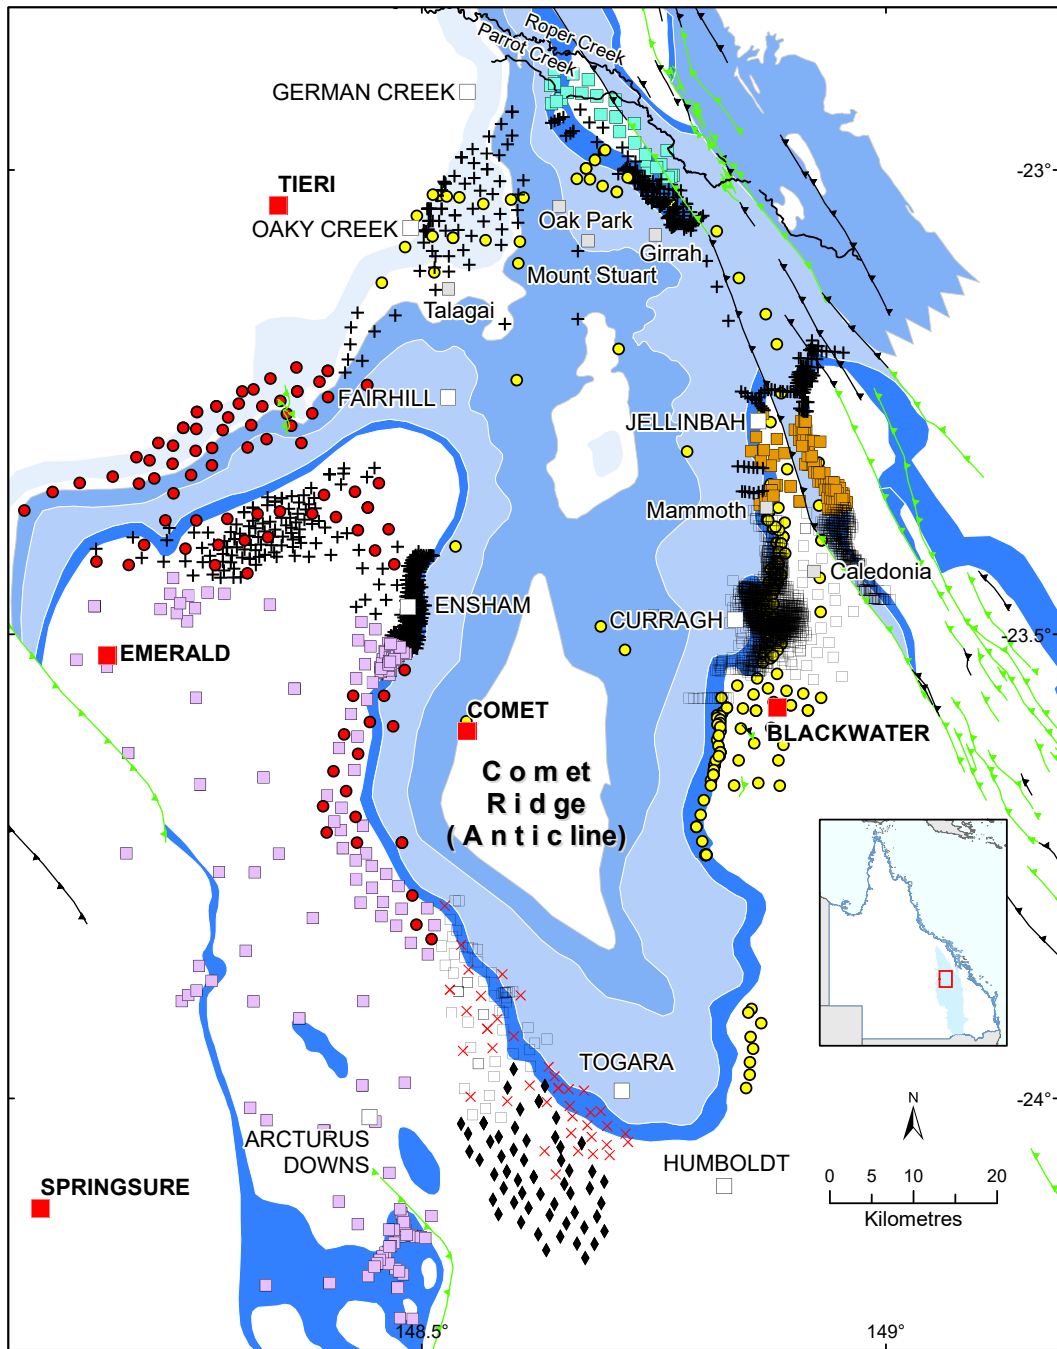 Roper Creek
Parrot Creek
GERMAN CREEK
-23°
TIERI
Oak Park
OAKY CREEK
Girrah
Mount Stuart
Talagai
FAIRHILL
JELLINBAH
Mammoth
Caledonia
ENSHAM
CURRAGH
-23.5°
EMERALD
COMET
BLACKWATER
Comet
Ridge
(Anticline)
TOGARA
-24°
N
ARCTURUS
DOWNS
HUMBOLDT
SPRINGSURE
0 5 10 20
Kilometres
148.5°
149°